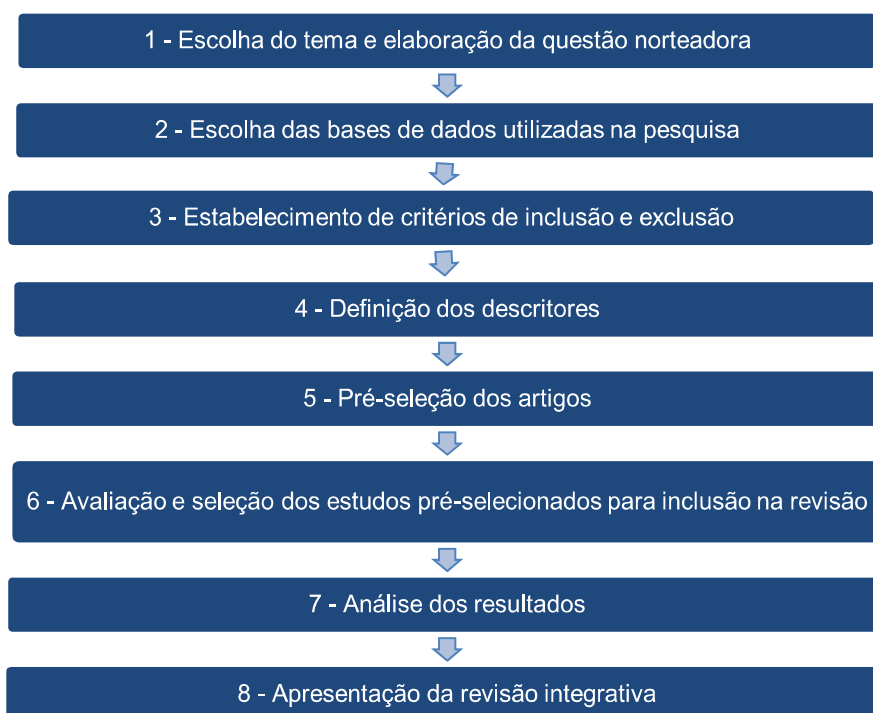 1 - Escolha do tema e elaboração da questão norteadora
2 - Escolha das bases de dados utilizadas na pesquisa
3 - Estabelecimento de critérios de inclusão e exclusão
4 - Definição dos descritores
5 - Pré-seleção dos artigos
6 - Avaliação e seleção dos estudos pré-selecionados para inclusão na revisão
7 - Análise dos resultados
8 - Apresentação da revisão integrativa